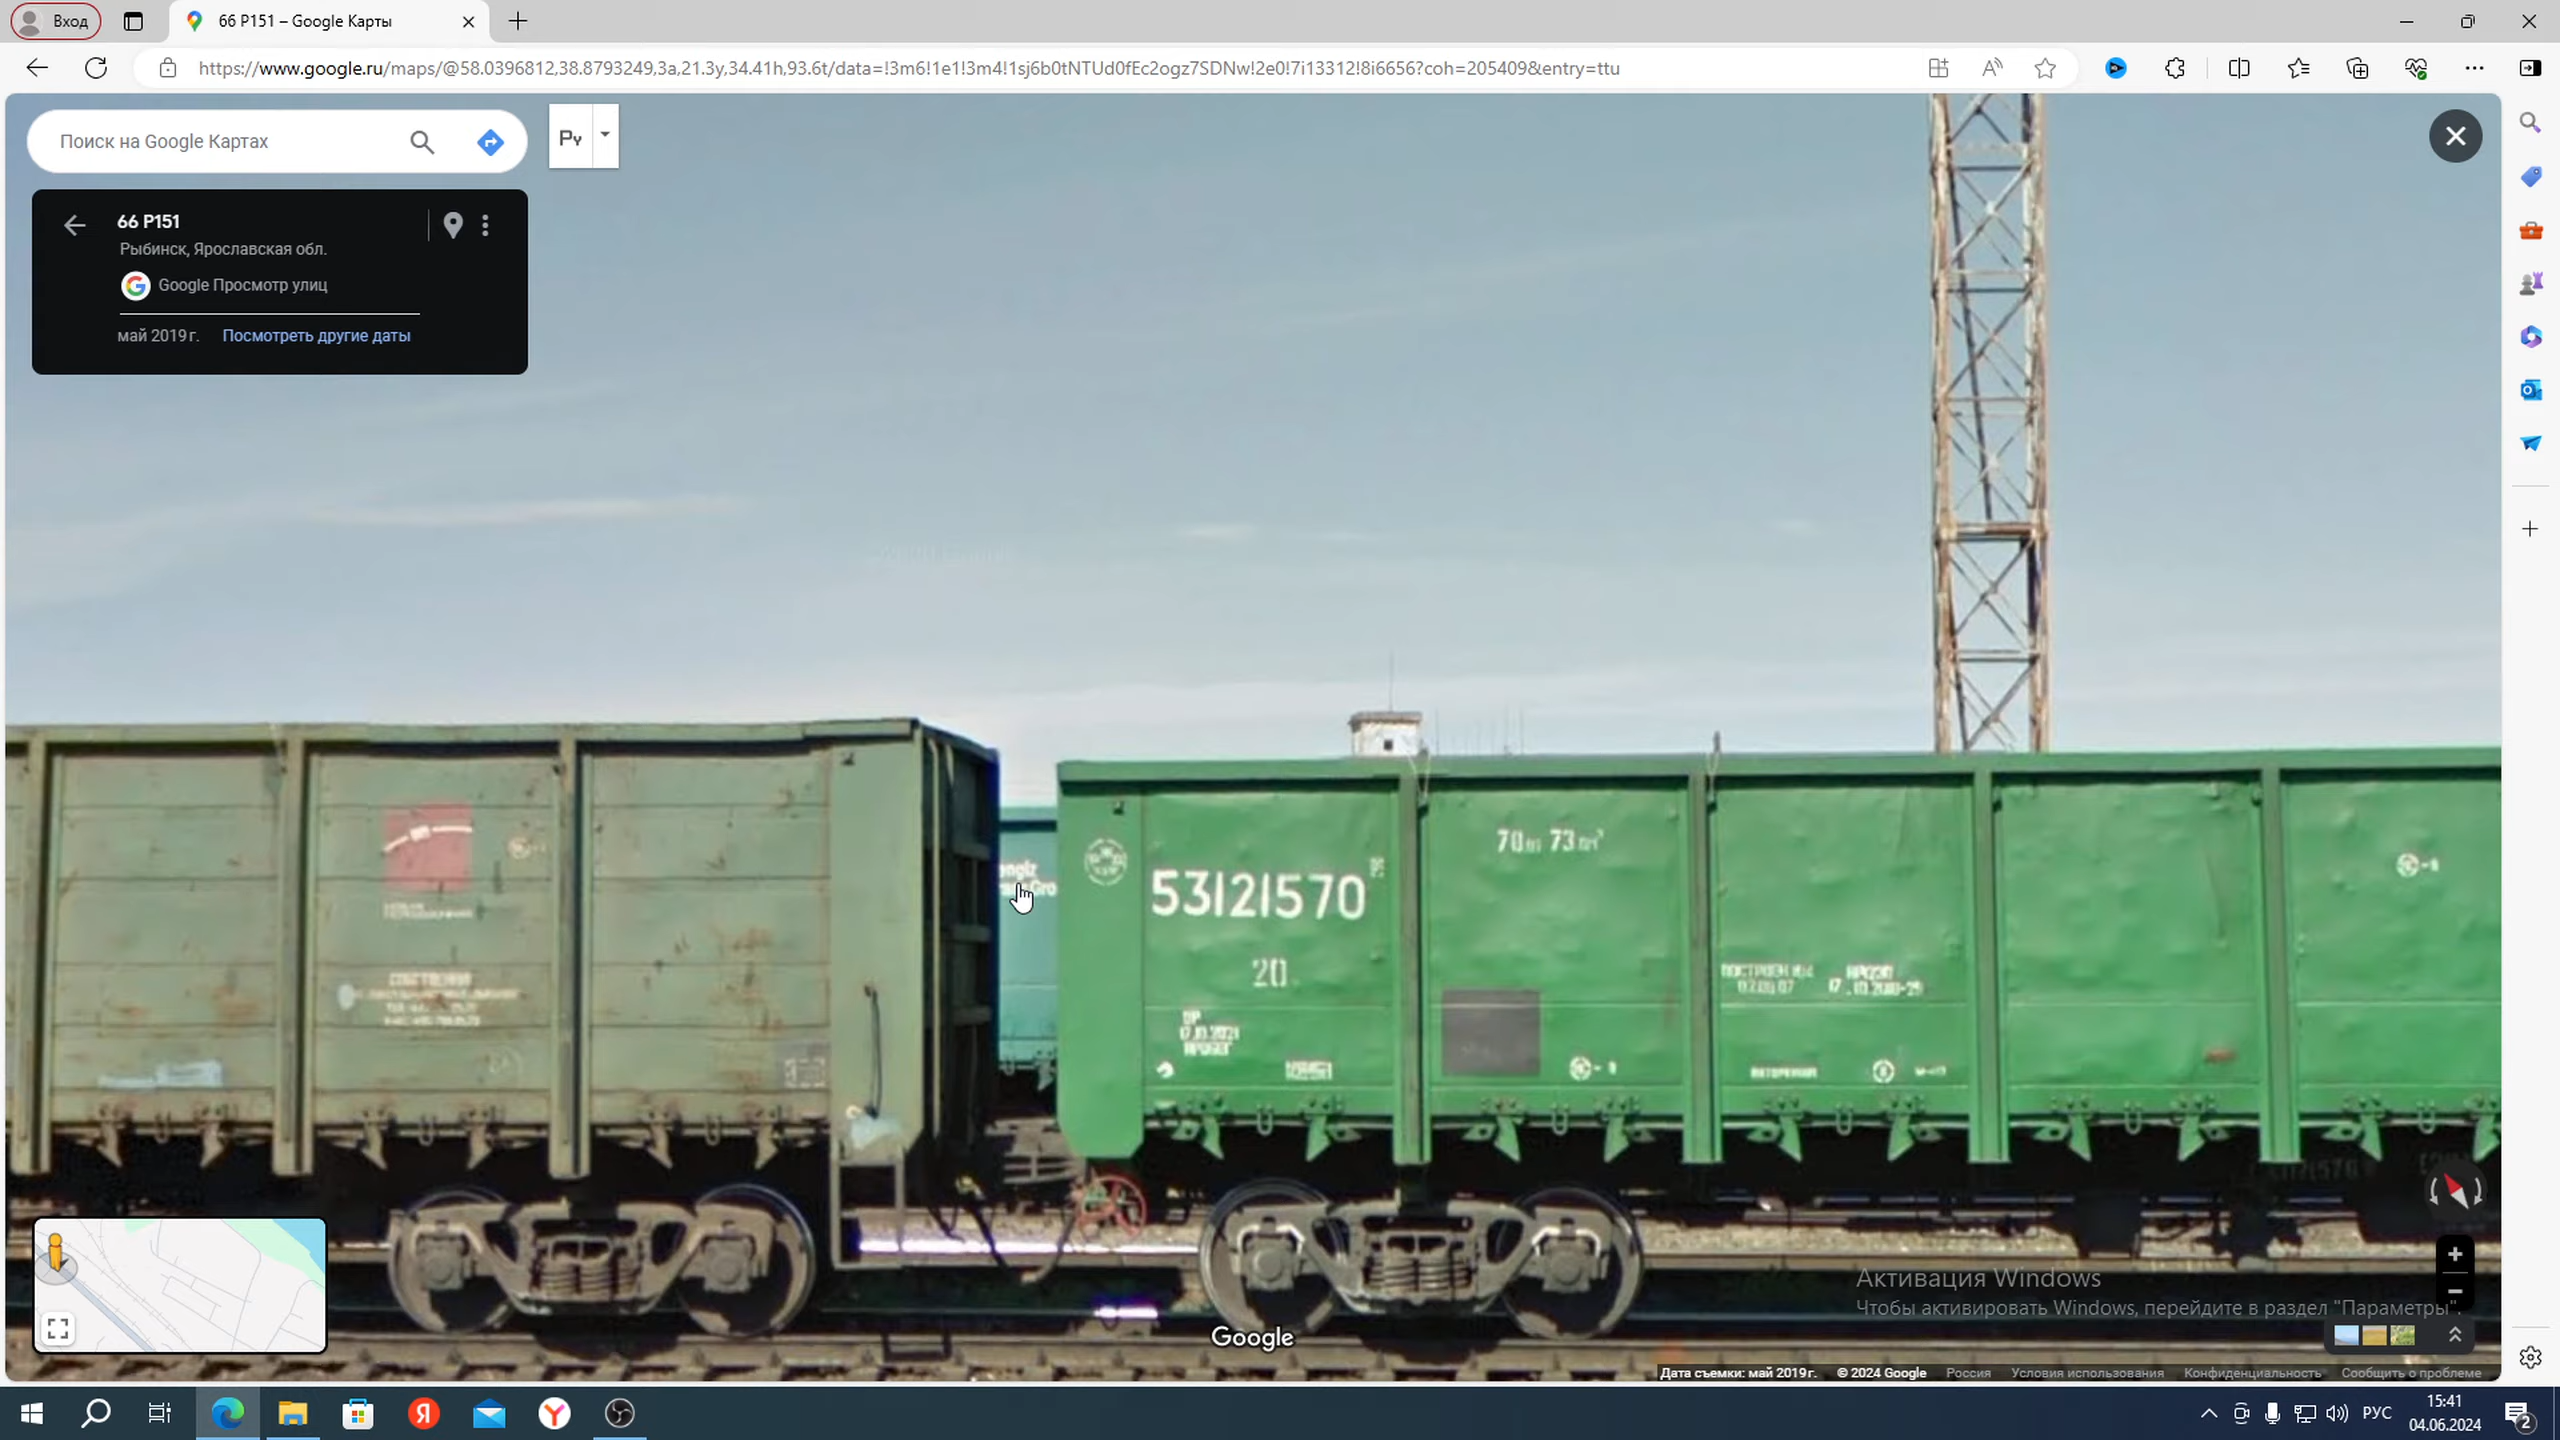 Вход
66 Р151 – Google Карты
https://www.google.ru/maps/@58.0396812,38.8793249,3a,21.3y,34.41h,93.6t/data=!3m6!1e1!3m4!1sj6b0tNTUd0fEc2ogz7SDNw!2e0!7i13312!8i6656?coh=205409&entry=ttu
Поиск на Google Картах
66 Р151
Рыбинск, Ярославская обл.
Google Просмотр улиц
май 2019 г. Посмотреть другие даты
53121570
20
70 73
Активация Windows
Чтобы активировать Windows, перейдите в раздел "Параметры".
Google
Дата съемки: май 2019 г. © 2024 Google Россия Условия использования Конфиденциальность Сообщить о проблеме
РУС
15:41
04.06.2024
2